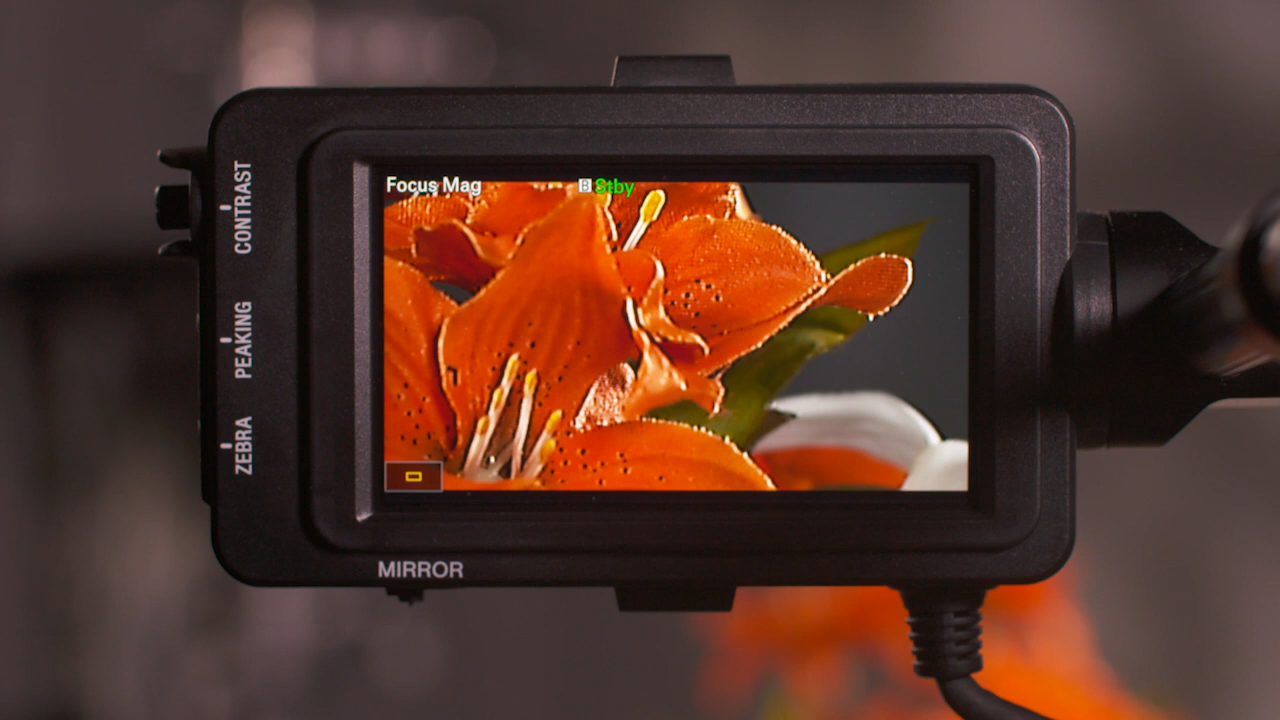 Focus Mag
B Stby
CONTRAST
PEAKING
ZEBRA
MIRROR